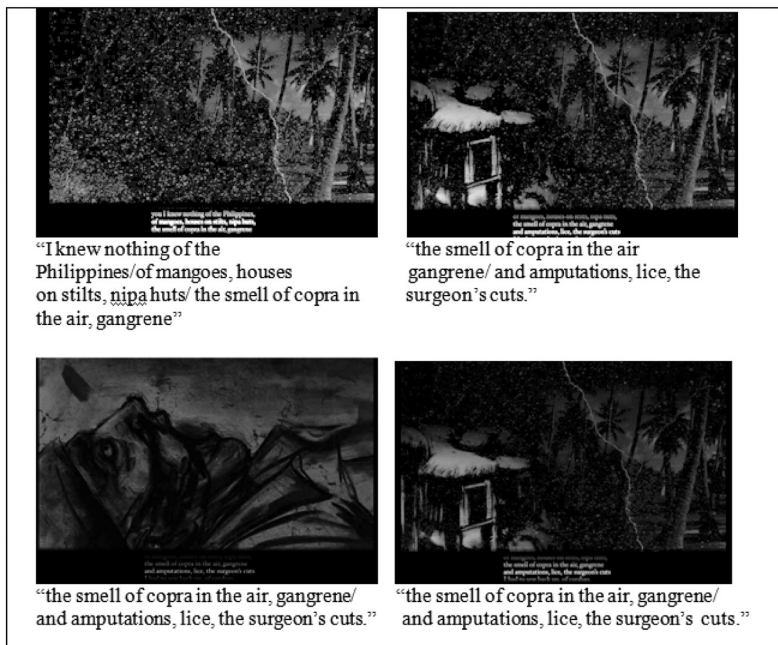 you I knew nothing of the Philippines,
of mangoes, houses on stilts, nipa huts,
the smell of copra in the air, gangrene
“I knew nothing of the
Philippines/of mangoes, houses
on stilts, nipa huts/ the smell of copra in
the air, gangrene”
of mangoes, houses on stilts, nipa huts,
the smell of copra in the air, gangrene
and amputations, lice, the surgeon's cuts
“the smell of copra in the air
gangrene/ and amputations, lice, the
surgeon’s cuts.”
the smell of copra in the air, gangrene
and amputations, lice, the surgeon's cuts
“the smell of copra in the air, gangrene/
and amputations, lice, the surgeon’s cuts.”
of mangoes, houses on stilts, nipa huts,
the smell of copra in the air, gangrene
and amputations, lice, the surgeon's cuts
“the smell of copra in the air, gangrene/
and amputations, lice, the surgeon’s cuts.”